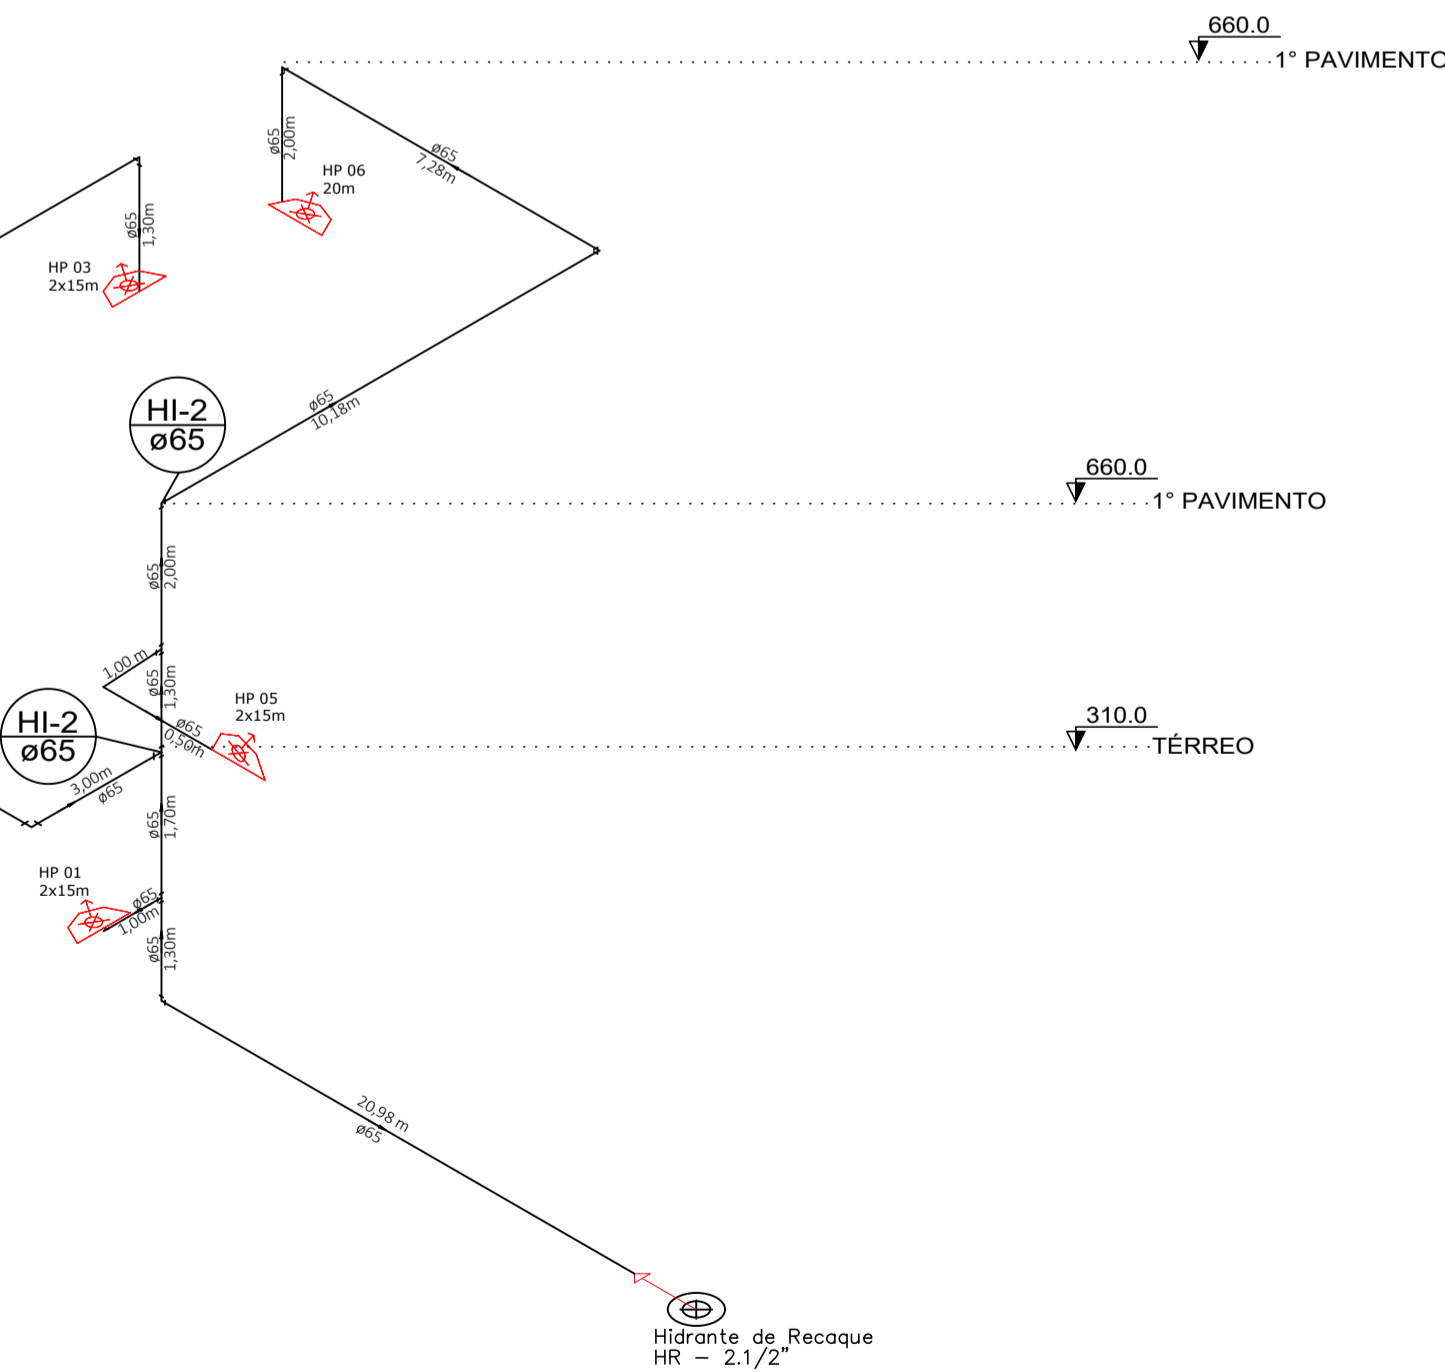 660.0
1° PAVIMENTO
ø65
2,00m
ø65
7,28m
HP 06
20m
ø65
1,30m
HP 03
2x15m
ø65
10,18m
HI-2
ø65
660.0
1° PAVIMENTO
ø65
2,00m
1,00 m
ø65
1,30m
HP 05
2x15m
ø65
0,50m
HI-2
ø65
310.0
TÉRREO
3,00m
ø65
ø65
1,70m
HP 01
2x15m
ø65
1,00m
ø65
1,30m
20,98 m
ø65
Hidrante de Recaque
HR - 2.1/2"